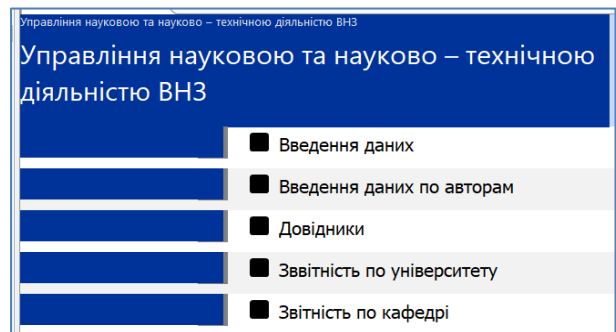 Управління науковою та науково – технічною діяльністю ВНЗ
Управління науковою та науково – технічною
діяльністю ВНЗ
Введення даних
Введення даних по авторам
Довідники
Зввітність по університету
Звітність по кафедрі